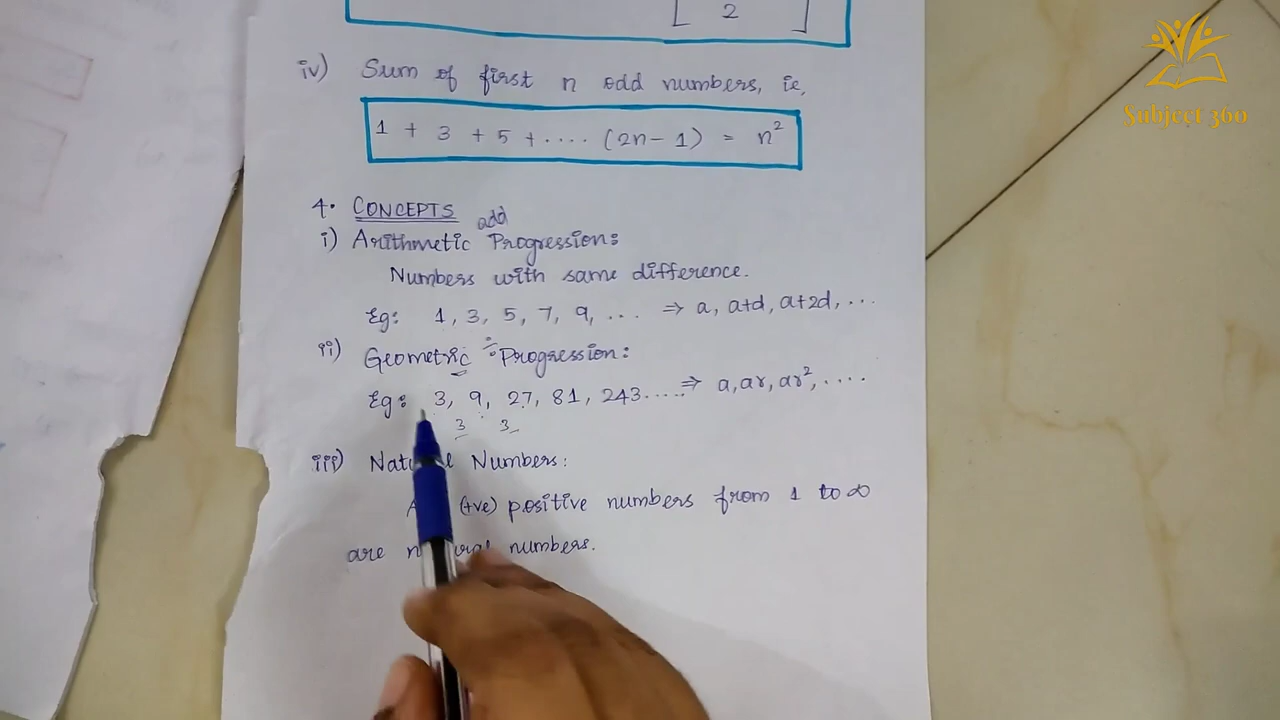 [ 2 ]
Subject 360
iv) Sum of first n odd numbers, ie,
1 + 3 + 5 + .... (2n - 1) = n²
4. CONCEPTS
add
i) Arithmetic Progression:
Numbers with same difference.
Eg: 1, 3, 5, 7, 9, ... ⇒ a, a+d, a+2d, ...
ii) Geometric ÷ Progression:
Eg: 3, 9, 27, 81, 243..... ⇒ a, ar, ar², ....
3 3
iii) Numbers:
(+ve) positive numbers from 1 to ∞
are numbers.